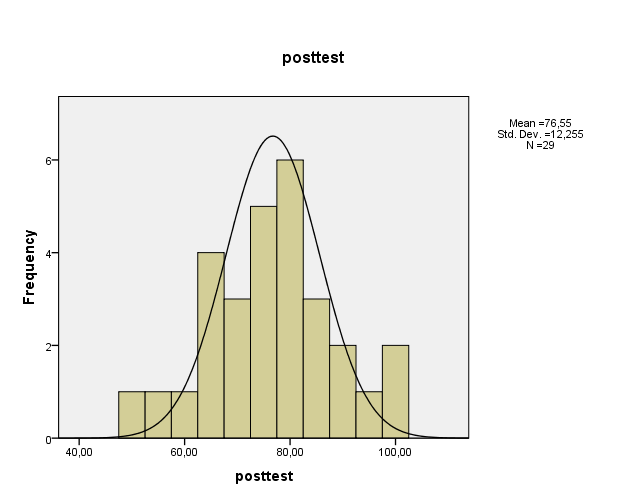 posttest
Mean =76,55
Std. Dev. =12,255
N =29
Frequency
6
4
2
0
40,00 60,00 80,00 100,00
posttest